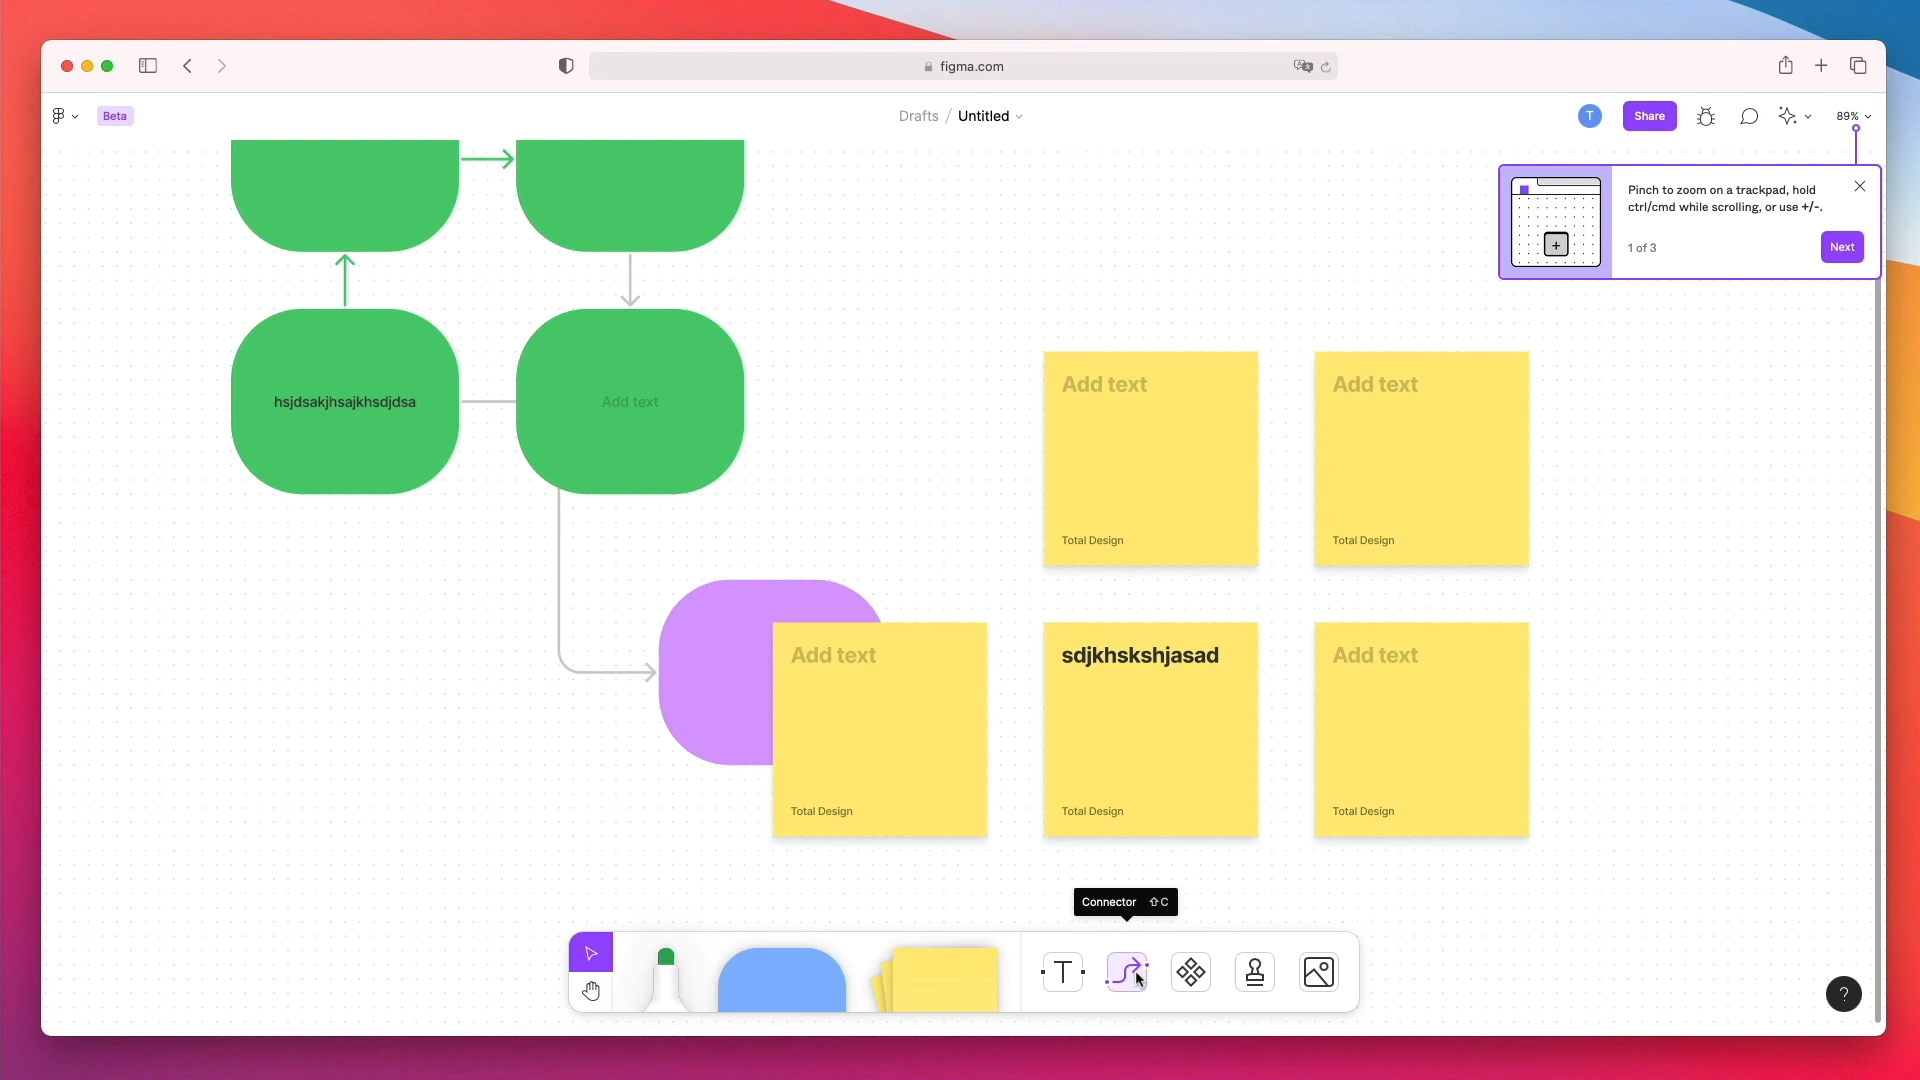 figma.com
Beta
Drafts / Untitled
T
Share
89%
Pinch to zoom on a trackpad, hold
ctrl/cmd while scrolling, or use +/-.
1 of 3
Next
hsjdsakjhsajkhsdjdsa
Add text
Add text
Add text
Total Design
Total Design
Add text
sdjkhskshjasad
Add text
Total Design
Total Design
Total Design
Connector ⇧C
T
?